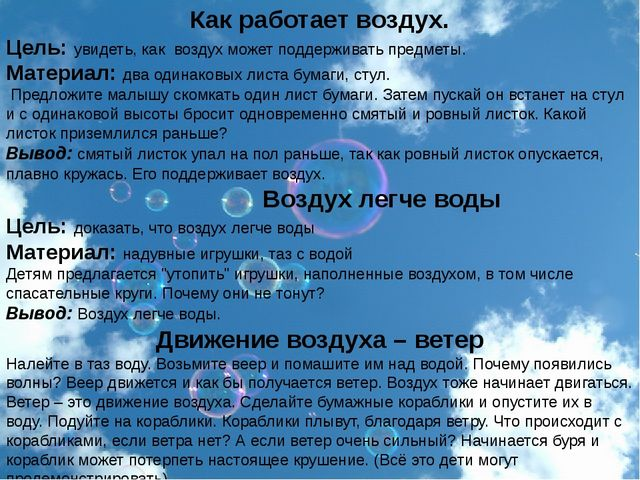 Как работает воздух.
Цель: увидеть, как воздух может поддерживать предметы.
Материал: два одинаковых листа бумаги, стул.
Предложите малышу скомкать один лист бумаги. Затем пускай он встанет на стул
и с одинаковой высоты бросит одновременно смятый и ровный листок. Какой
листок приземлился раньше?
Вывод: смятый листок упал на пол раньше, так как ровный листок опускается,
плавно кружась. Его поддерживает воздух.
Воздух легче воды
Цель: доказать, что воздух легче воды
Материал: надувные игрушки, таз с водой
Детям предлагается "утопить" игрушки, наполненные воздухом, в том числе
спасательные круги. Почему они не тонут?
Вывод: Воздух легче воды.
Движение воздуха – ветер
Налейте в таз воду. Возьмите веер и помашите им над водой. Почему появились
волны? Веер движется и как бы получается ветер. Воздух тоже начинает двигаться.
Ветер – это движение воздуха. Сделайте бумажные кораблики и опустите их в
воду. Подуйте на кораблики. Кораблики плывут, благодаря ветру. Что происходит с
корабликами, если ветра нет? А если ветер очень сильный? Начинается буря и
кораблик может потерпеть настоящее крушение. (Всё это дети могут
продемонстрировать)